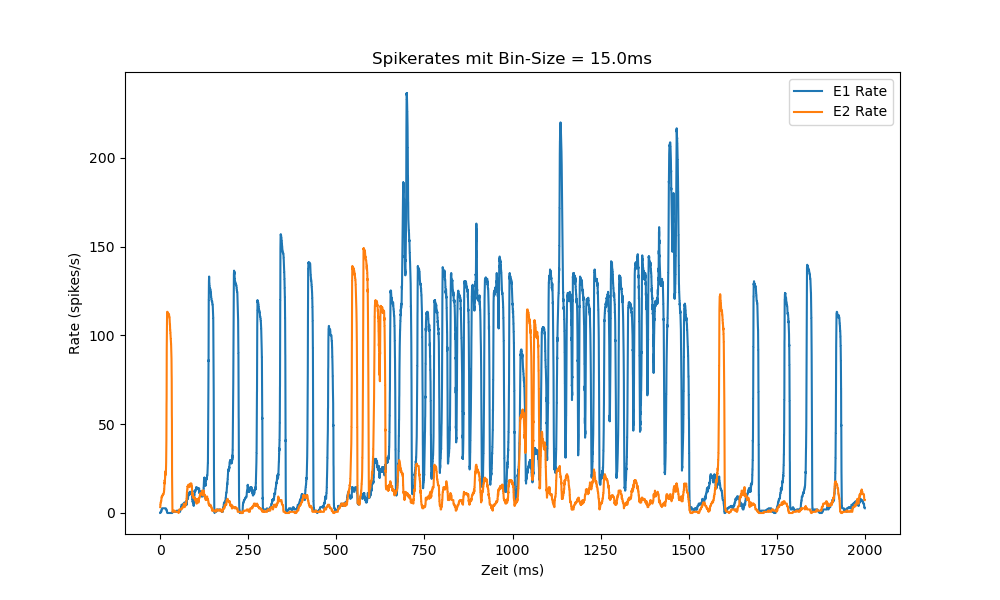 Spikerates mit Bin-Size = 15.0ms
E1 Rate
E2 Rate
Rate (spikes/s)
200
150
100
50
0
0 250 500 750 1000 1250 1500 1750 2000
Zeit (ms)